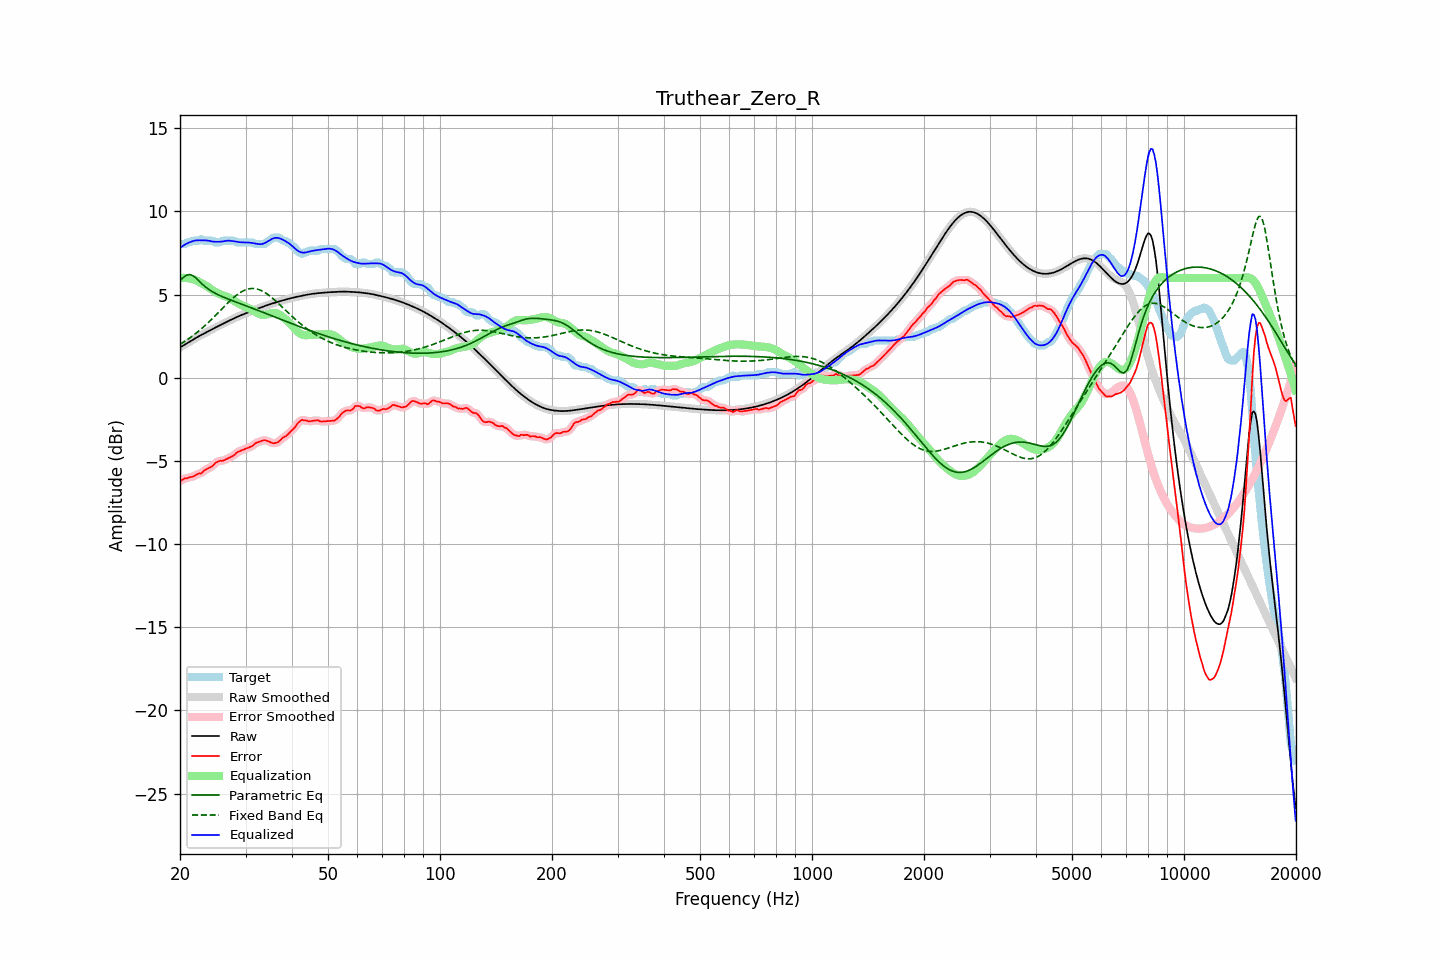 Truthear_Zero_R
15
10
5
0
−5
−10
−15
−20
−25
Amplitude (dBr)
Target
Raw Smoothed
Error Smoothed
Raw
Error
Equalization
Parametric Eq
Fixed Band Eq
Equalized
20 50 100 200 500 1000 2000 5000 10000 20000
Frequency (Hz)